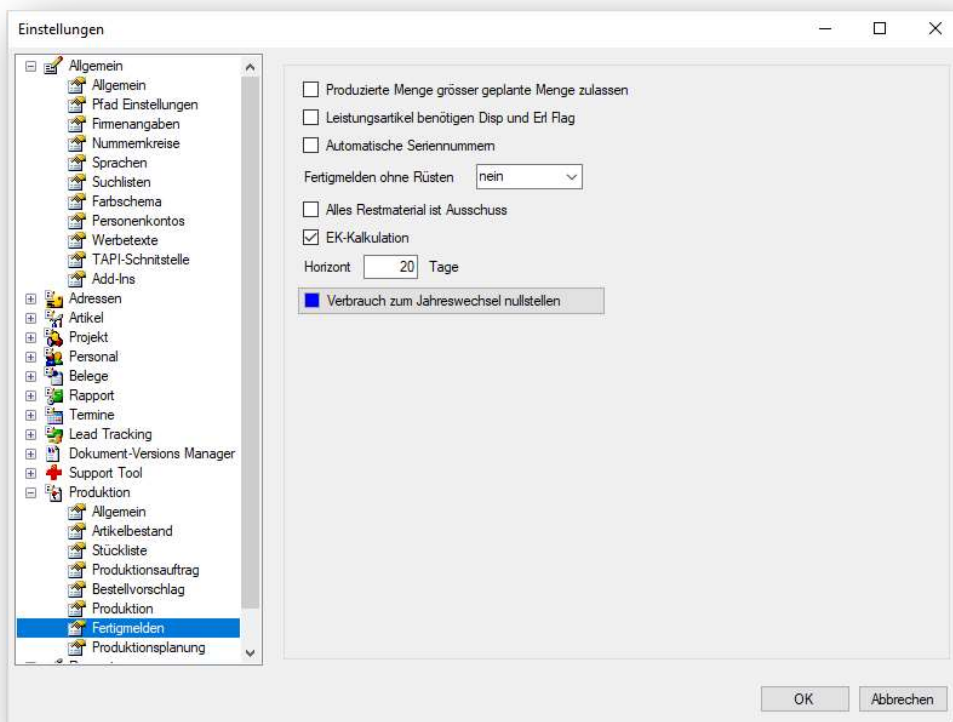 Einstellungen
Allgemein
Allgemein
Pfad Einstellungen
Firmenangaben
Nummernkreise
Sprachen
Suchlisten
Farbschema
Personenkontos
Werbetexte
TAPI-Schnittstelle
Add-Ins
Adressen
Artikel
Projekt
Personal
Belege
Rapport
Termine
Lead Tracking
Dokument-Versions Manager
Support Tool
Produktion
Allgemein
Artikelbestand
Stückliste
Produktionsauftrag
Bestellvorschlag
Produktion
Fertigmelden
Produktionsplanung
Produzierte Menge grösser geplante Menge zulassen
Leistungsartikel benötigen Disp und Erl Flag
Automatische Seriennummern
Fertigmelden ohne Rüsten nein
Alles Restmaterial ist Ausschuss
EK-Kalkulation
Horizont 20 Tage
Verbrauch zum Jahreswechsel nullstellen
OK Abbrechen